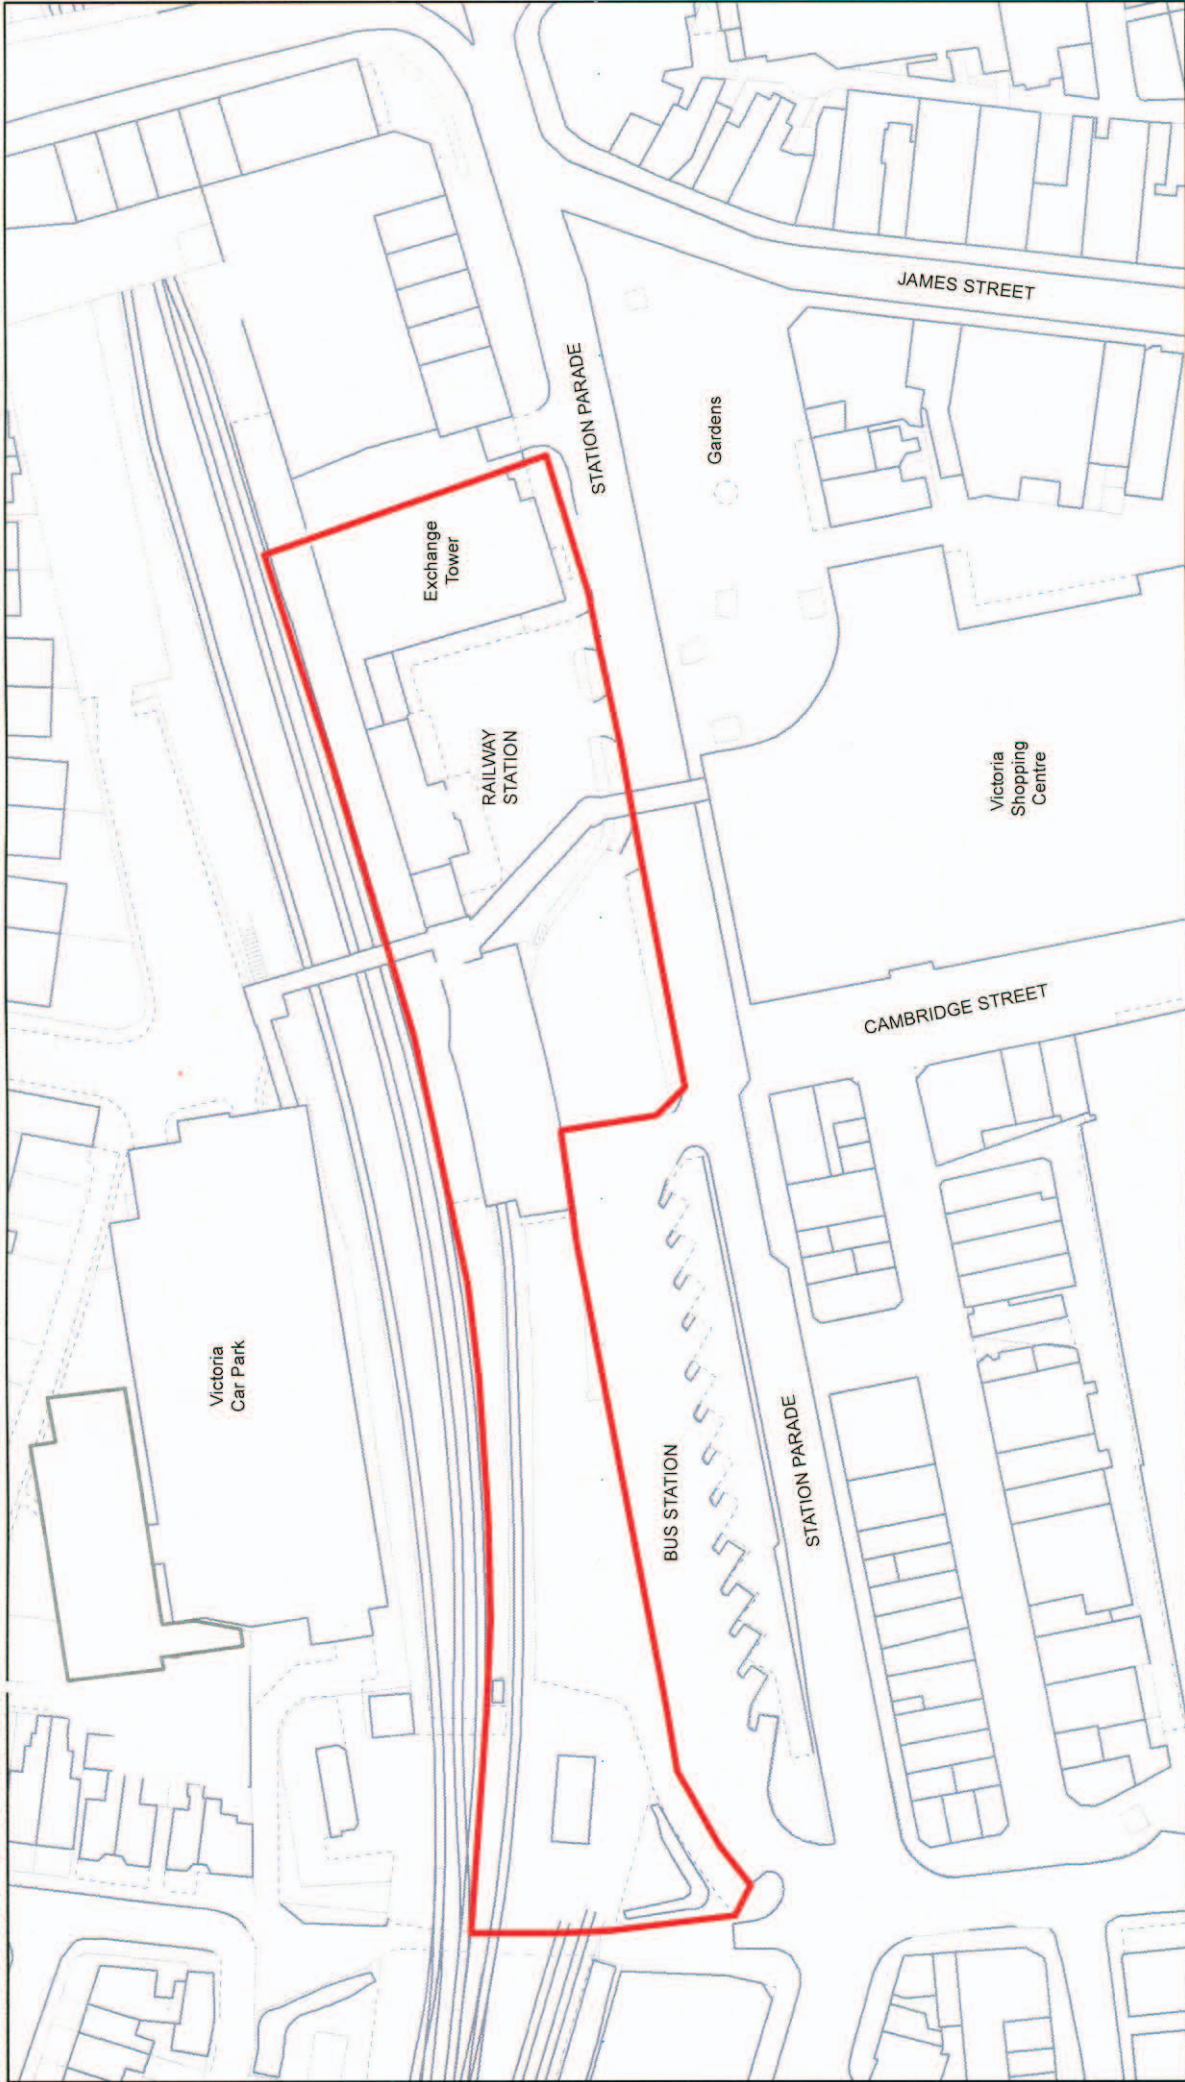 Victoria
Car Park
Exchange
Tower
RAILWAY
STATION
STATION PARADE
BUS STATION
Gardens
STATION PARADE
JAMES STREET
CAMBRIDGE STREET
Victoria
Shopping
Centre